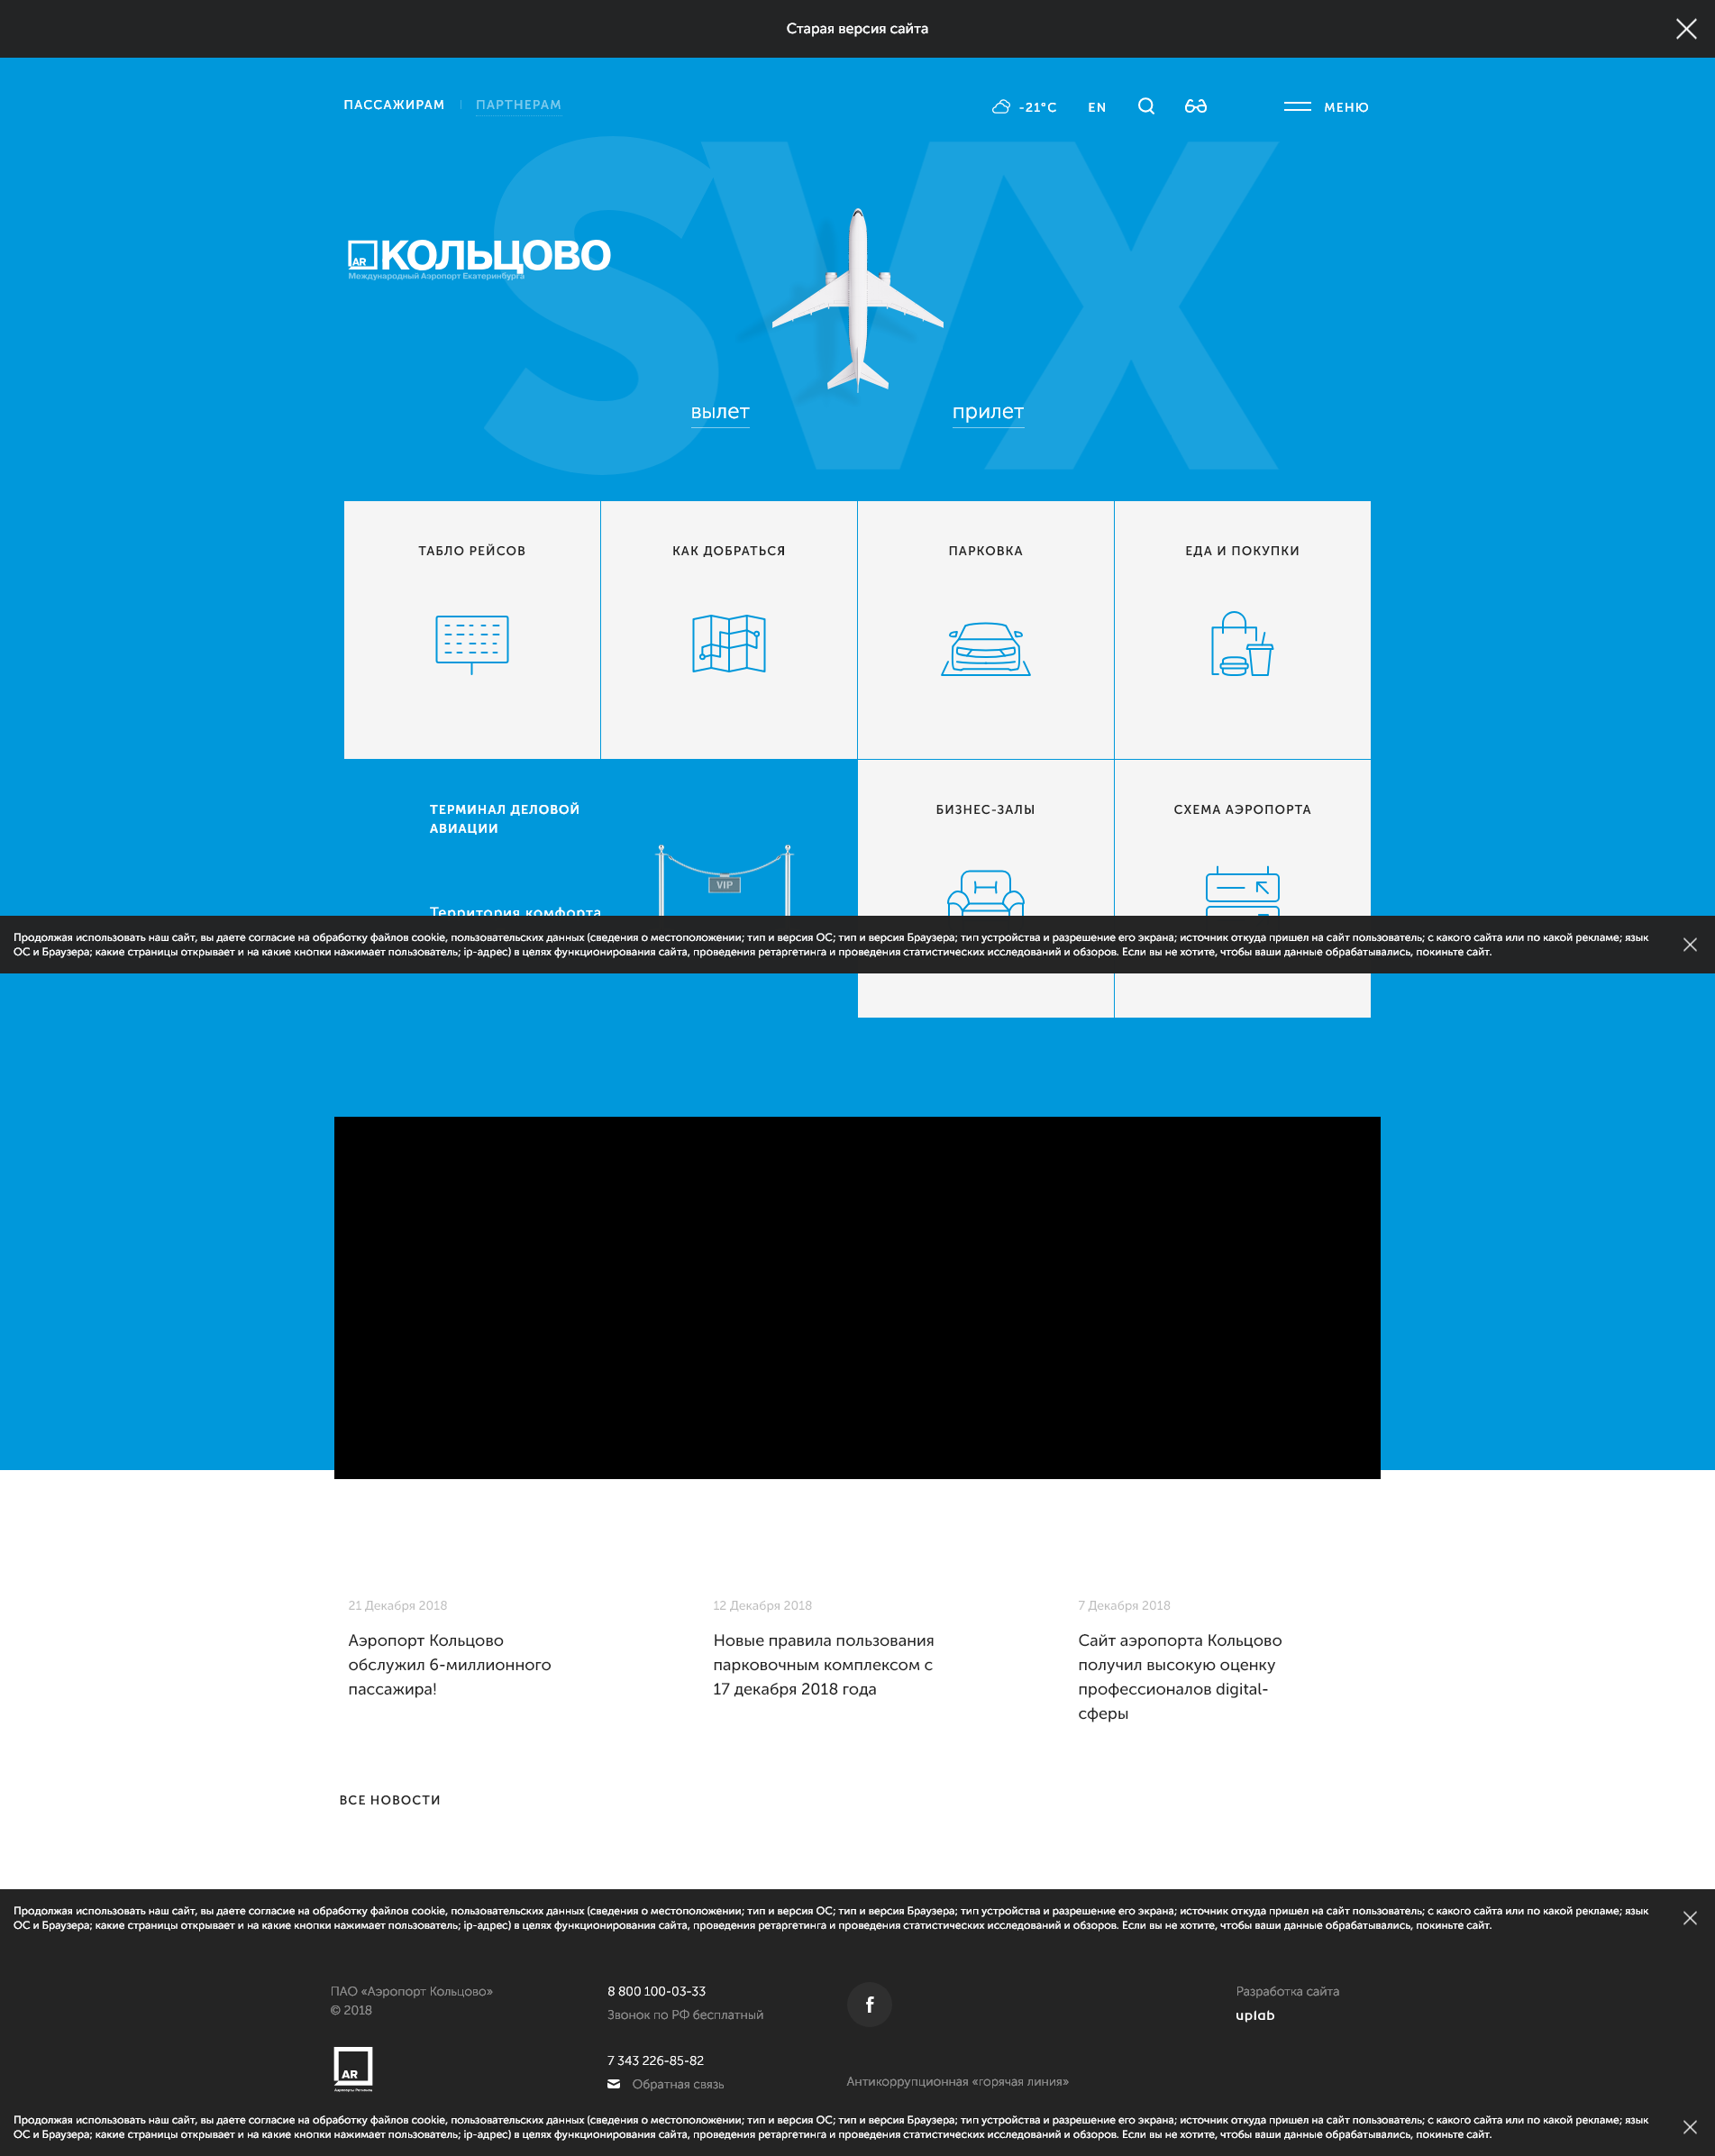 Старая версия сайта
ПАССАЖИРАМ
ПАРТНЕРАМ
-21°C
EN
МЕНЮ
SVX
AR
КОЛЬЦОВО
Международный Аэропорт Екатеринбурга
вылет
прилет
ТАБЛО РЕЙСОВ
КАК ДОБРАТЬСЯ
ПАРКОВКА
ЕДА И ПОКУПКИ
ТЕРМИНАЛ ДЕЛОВОЙ
АВИАЦИИ
VIP
Территория комфорта
БИЗНЕС-ЗАЛЫ
СХЕМА АЭРОПОРТА
Продолжая использовать наш сайт, вы даете согласие на обработку файлов cookie, пользовательских данных (сведения о местоположении; тип и версия ОС; тип и версия Браузера; тип устройства и разрешение его экрана; источник откуда пришел на сайт пользователь; с какого сайта или по какой рекламе; язык
ОС и Браузера; какие страницы открывает и на какие кнопки нажимает пользователь; ip-адрес) в целях функционирования сайта, проведения ретаргетинга и проведения статистических исследований и обзоров. Если вы не хотите, чтобы ваши данные обрабатывались, покиньте сайт.
21 Декабря 2018
Аэропорт Кольцово
обслужил 6-миллионного
пассажира!
12 Декабря 2018
Новые правила пользования
парковочным комплексом с
17 декабря 2018 года
7 Декабря 2018
Сайт аэропорта Кольцово
получил высокую оценку
профессионалов digital-
сферы
ВСЕ НОВОСТИ
Продолжая использовать наш сайт, вы даете согласие на обработку файлов cookie, пользовательских данных (сведения о местоположении; тип и версия ОС; тип и версия Браузера; тип устройства и разрешение его экрана; источник откуда пришел на сайт пользователь; с какого сайта или по какой рекламе; язык
ОС и Браузера; какие страницы открывает и на какие кнопки нажимает пользователь; ip-адрес) в целях функционирования сайта, проведения ретаргетинга и проведения статистических исследований и обзоров. Если вы не хотите, чтобы ваши данные обрабатывались, покиньте сайт.
ПАО «Аэропорт Кольцово»
© 2018
AR
Аэропорты Регионов
8 800 100-03-33
Звонок по РФ бесплатный
7 343 226-85-82
Обратная связь
f
Антикоррупционная «горячая линия»
Разработка сайта
uplab
Продолжая использовать наш сайт, вы даете согласие на обработку файлов cookie, пользовательских данных (сведения о местоположении; тип и версия ОС; тип и версия Браузера; тип устройства и разрешение его экрана; источник откуда пришел на сайт пользователь; с какого сайта или по какой рекламе; язык
ОС и Браузера; какие страницы открывает и на какие кнопки нажимает пользователь; ip-адрес) в целях функционирования сайта, проведения ретаргетинга и проведения статистических исследований и обзоров. Если вы не хотите, чтобы ваши данные обрабатывались, покиньте сайт.